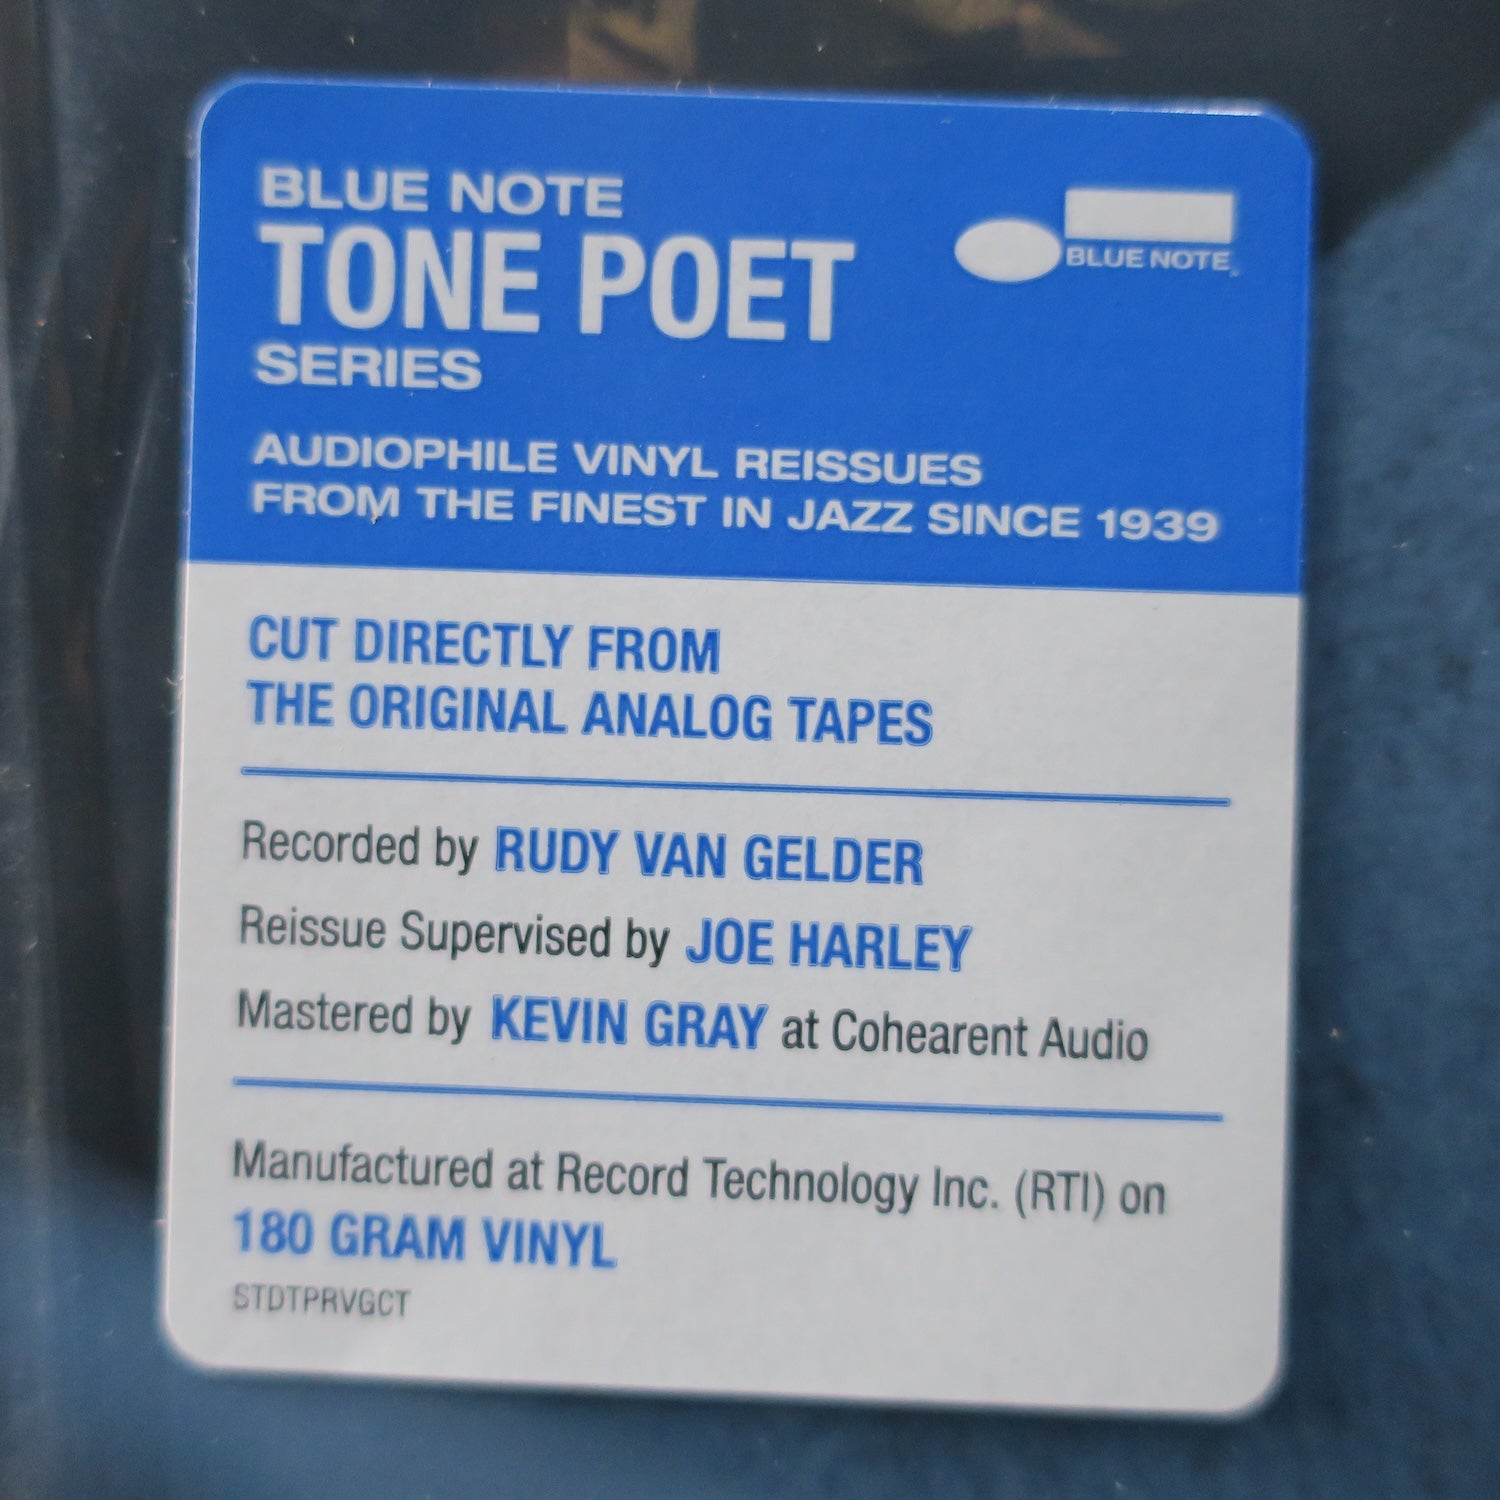 BLUE NOTE
TONE POET
SERIES
BLUE NOTE
AUDIOPHILE VINYL REISSUES
FROM THE FINEST IN JAZZ SINCE 1939
CUT DIRECTLY FROM
THE ORIGINAL ANALOG TAPES
Recorded by RUDY VAN GELDER
Reissue Supervised by JOE HARLEY
Mastered by KEVIN GRAY at Cohearent Audio
Manufactured at Record Technology Inc. (RTI) on
180 GRAM VINYL
STDTPRVGCT